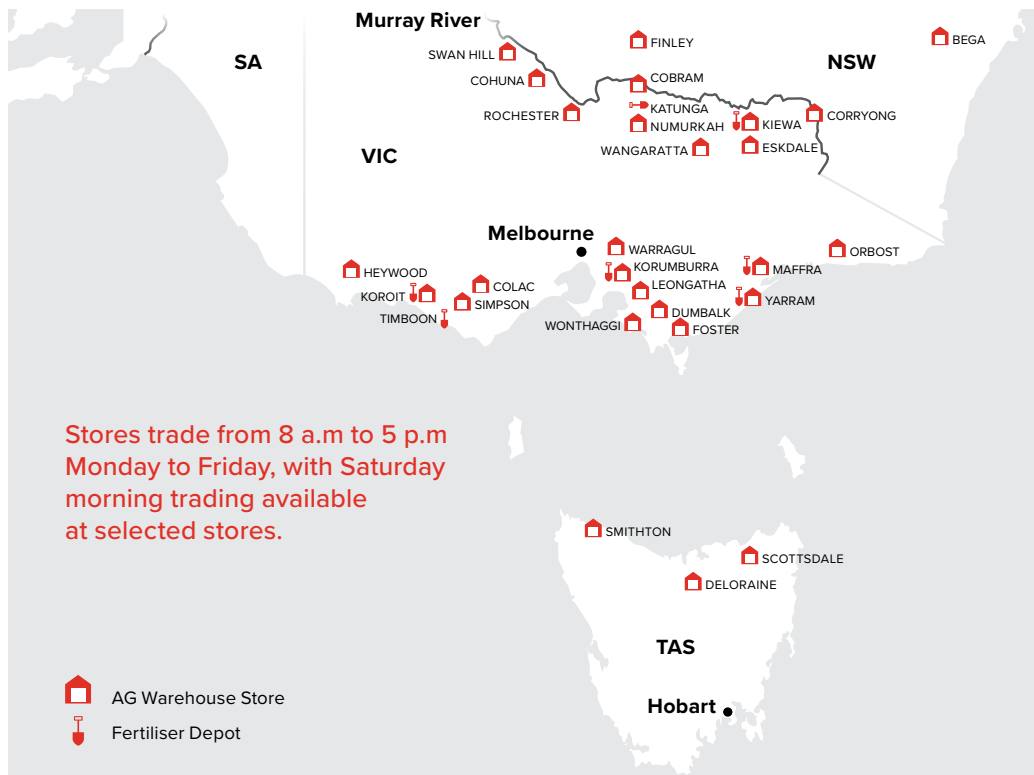 Murray River
SA
NSW
VIC
SWAN HILL
FINLEY
BEGA
COHUNA
COBRAM
KATUNGA
ROCHESTER
NUMURKAH
KIEWA
CORRYONG
WANGARATTA
ESKDALE
Melbourne
WARRAGUL
ORBOST
HEYWOOD
KORUMBURRA
MAFFRA
KOROIT
COLAC
LEONGATHA
SIMPSON
YARRAM
TIMBOON
DUMBALK
WONTHAGGI
FOSTER
Stores trade from 8 a.m to 5 p.m
Monday to Friday, with Saturday
morning trading available
at selected stores.
SMITHTON
SCOTTSDALE
DELORAINE
TAS
Hobart
AG Warehouse Store
Fertiliser Depot